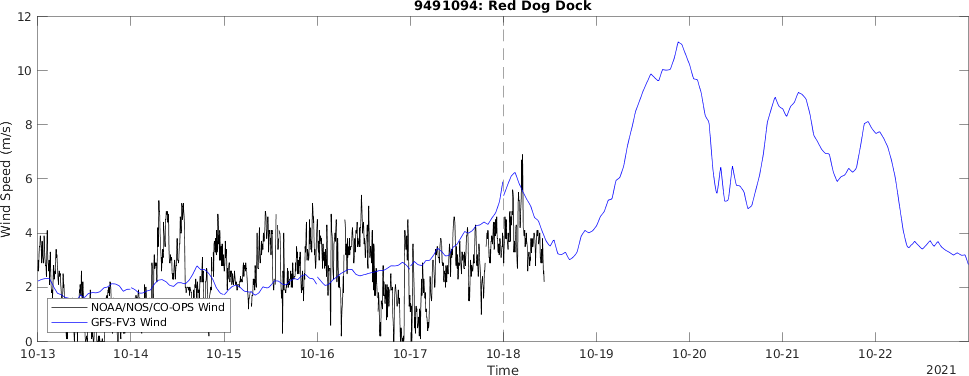 9491094: Red Dog Dock
12
10
8
6
4
2
0
Wind Speed (m/s)
NOAA/NOS/CO-OPS Wind
GFS-FV3 Wind
10-13 10-14 10-15 10-16 10-17 10-18 10-19 10-20 10-21 10-22
Time
2021